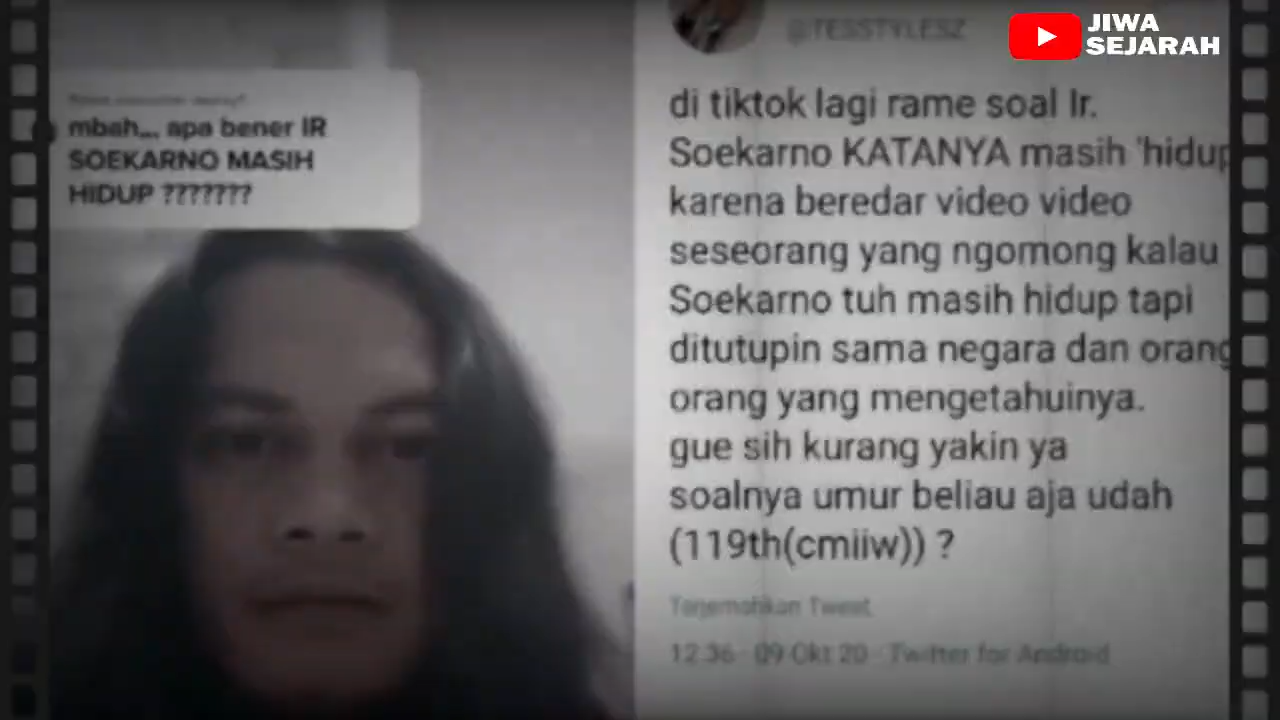 JIWA
SEJARAH
mbah,,, apa bener IR
SOEKARNO MASIH
HIDUP ???????
@TESSTYLESZ
di tiktok lagi rame soal Ir.
Soekarno KATANYA masih 'hidup
karena beredar video video
seseorang yang ngomong kalau
Soekarno tuh masih hidup tapi
ditutupin sama negara dan orang
orang yang mengetahuinya.
gue sih kurang yakin ya
soalnya umur beliau aja udah
(119th(cmiiw)) ?
Terjemahkan Tweet
12.36 · 09 Okt 20 · Twitter for Android